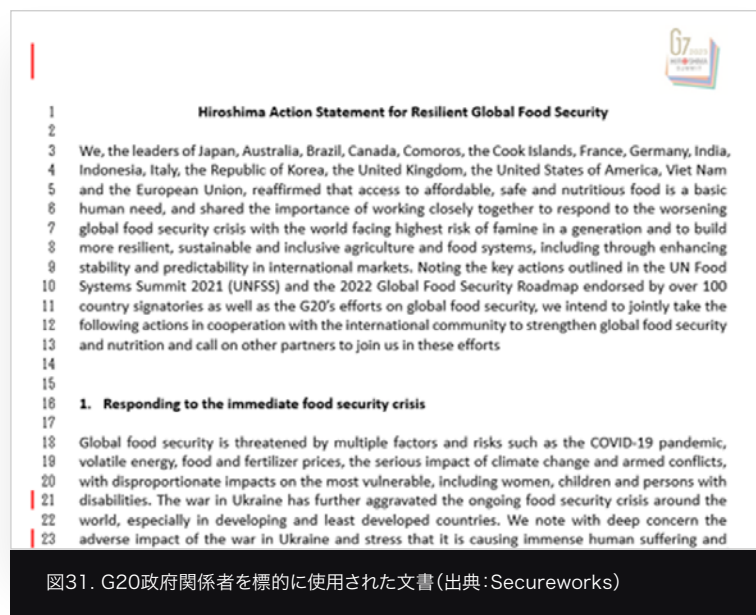 G7 2023
HIROSHIMA
SUMMIT
1 Hiroshima Action Statement for Resilient Global Food Security
2
3 We, the leaders of Japan, Australia, Brazil, Canada, Comoros, the Cook Islands, France, Germany, India,
4 Indonesia, Italy, the Republic of Korea, the United Kingdom, the United States of America, Viet Nam
5 and the European Union, reaffirmed that access to affordable, safe and nutritious food is a basic
6 human need, and shared the importance of working closely together to respond to the worsening
7 global food security crisis with the world facing highest risk of famine in a generation and to build
8 more resilient, sustainable and inclusive agriculture and food systems, including through enhancing
9 stability and predictability in international markets. Noting the key actions outlined in the UN Food
10 Systems Summit 2021 (UNFSS) and the 2022 Global Food Security Roadmap endorsed by over 100
11 country signatories as well as the G20's efforts on global food security, we intend to jointly take the
12 following actions in cooperation with the international community to strengthen global food security
13 and nutrition and call on other partners to join us in these efforts
14
15
16 1. Responding to the immediate food security crisis
17
18 Global food security is threatened by multiple factors and risks such as the COVID-19 pandemic,
19 volatile energy, food and fertilizer prices, the serious impact of climate change and armed conflicts,
20 with disproportionate impacts on the most vulnerable, including women, children and persons with
21 disabilities. The war in Ukraine has further aggravated the ongoing food security crisis around the
22 world, especially in developing and least developed countries. We note with deep concern the
23 adverse impact of the war in Ukraine and stress that it is causing immense human suffering and
図31. G20政府関係者を標的に使用された文書(出典:Secureworks)